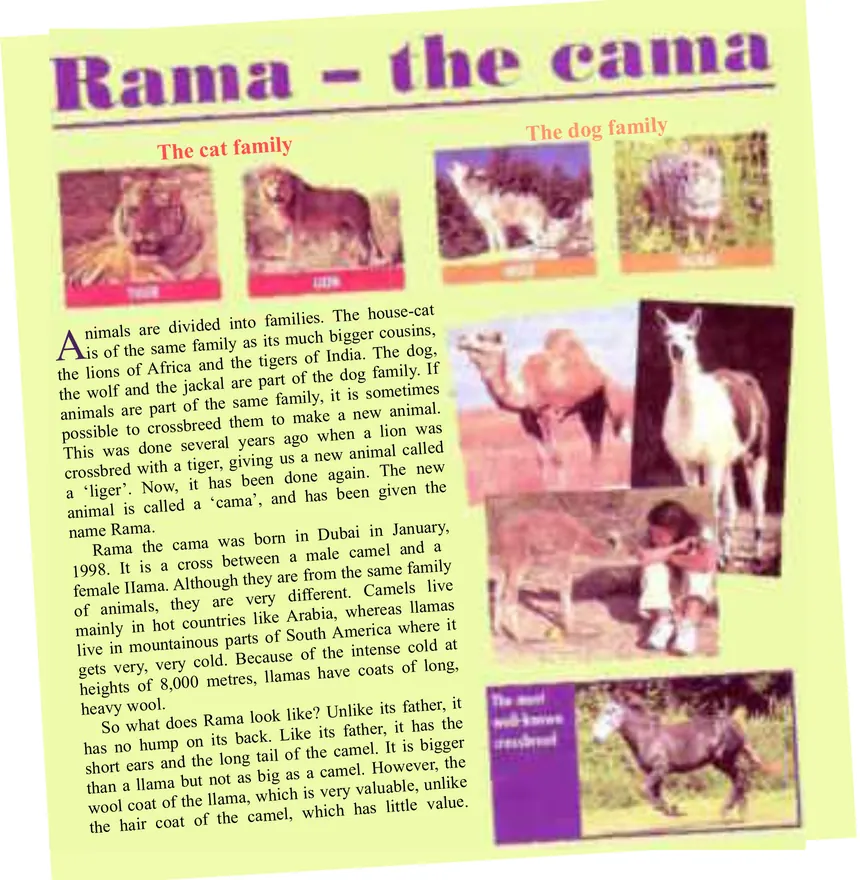 Rama – the cama
The cat family
The dog family
TIGER
LION
WOLF
JACKAL
Animals are divided into families. The house-cat
is of the same family as its much bigger cousins,
the lions of Africa and the tigers of India. The dog,
the wolf and the jackal are part of the dog family. If
animals are part of the same family, it is sometimes
possible to crossbreed them to make a new animal.
This was done several years ago when a lion was
crossbred with a tiger, giving us a new animal called
a ‘liger’. Now, it has been done again. The new
animal is called a ‘cama’, and has been given the
name Rama.
Rama the cama was born in Dubai in January,
1998. It is a cross between a male camel and a
female IIama. Although they are from the same family
of animals, they are very different. Camels live
mainly in hot countries like Arabia, whereas llamas
live in mountainous parts of South America where it
gets very, very cold. Because of the intense cold at
heights of 8,000 metres, llamas have coats of long,
heavy wool.
So what does Rama look like? Unlike its father, it
has no hump on its back. Like its father, it has the
short ears and the long tail of the camel. It is bigger
than a llama but not as big as a camel. However, the
wool coat of the llama, which is very valuable, unlike
the hair coat of the camel, which has little value.
The most
well-known
crossbreed